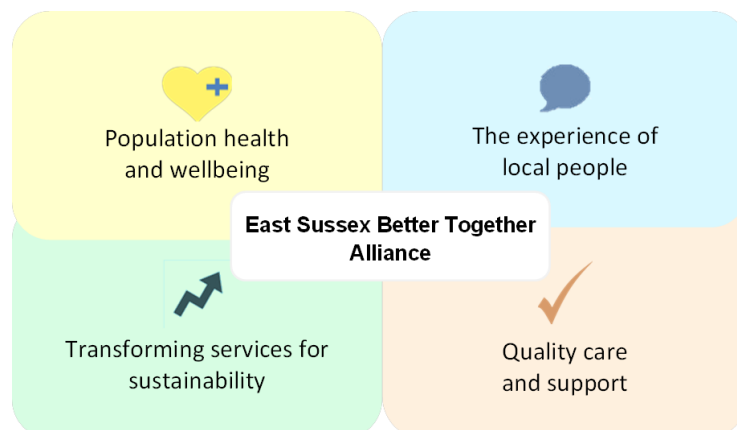 Population health
and wellbeing
The experience of
local people
East Sussex Better Together
Alliance
Transforming services for
sustainability
Quality care
and support